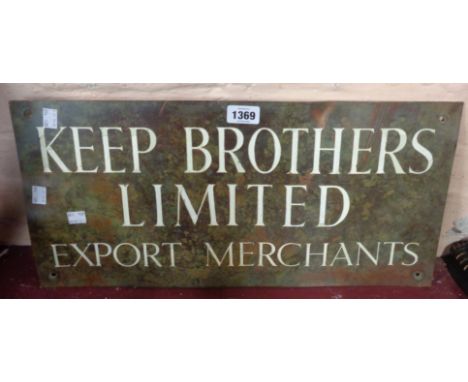 1369
KEEP BROTHERS
LIMITED
EXPORT MERCHANTS